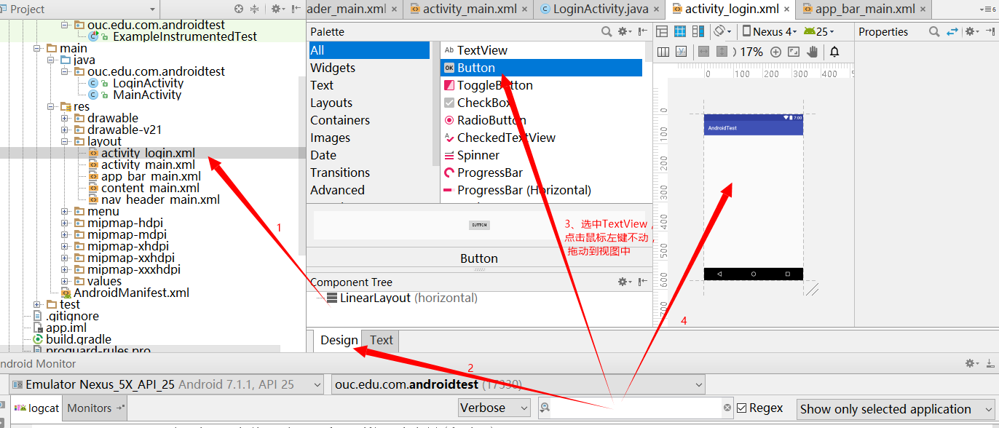 Project
ader_main.xml
activity_main.xml
LoginActivity.java
activity_login.xml
app_bar_main.xml
6
ouc.edu.com.androidtest
ExampleInstrumentedTest
main
java
ouc.edu.com.androidtest
LoginActivity
MainActivity
res
drawable
drawable-v21
layout
activity_login.xml
activity_main.xml
app_bar_main.xml
content_main.xml
nav_header_main.xml
menu
mipmap-hdpi
mipmap-mdpi
mipmap-xhdpi
mipmap-xxhdpi
mipmap-xxxhdpi
values
AndroidManifest.xml
test
.gitignore
app.iml
build.gradle
proguard-rules.pro
1
Palette
All
Widgets
Text
Layouts
Containers
Images
Date
Transitions
Advanced
Ab TextView
OK Button
ToggleButton
CheckBox
RadioButton
CheckedTextView
Spinner
ProgressBar
ProgressBar (Horizontal)
BUTTON
Button
3、选中TextView，
点击鼠标左键不动，
拖动到视图中
Component Tree
LinearLayout (horizontal)
Design
Text
2
Nexus 4
25
17%
0 100 200 300 400 5
0
100
200
300
400
500
600
700
7:00
AndroidTest
4
Properties
ndroid Monitor
Emulator Nexus_5X_API_25 Android 7.1.1, API 25
ouc.edu.com.androidtest (17330)
logcat
Monitors
Verbose
Regex
Show only selected application